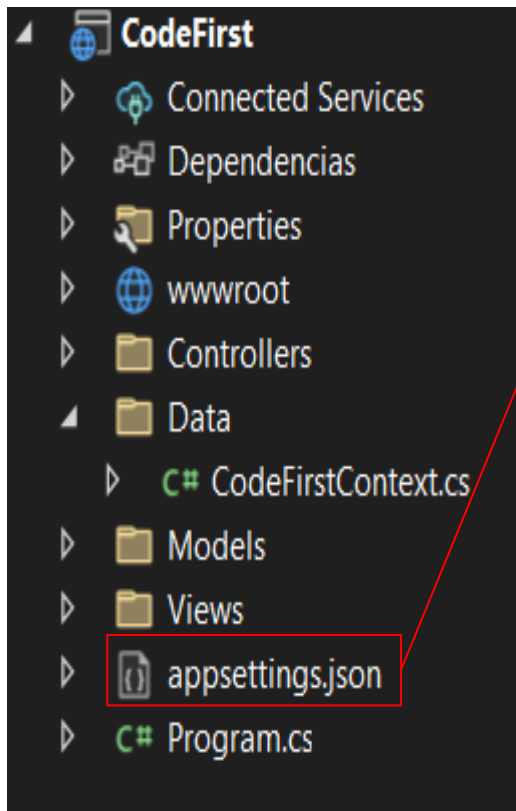 CodeFirst
Connected Services
Dependencias
Properties
wwwroot
Controllers
Data
C# CodeFirstContext.cs
Models
Views
appsettings.json
C# Program.cs